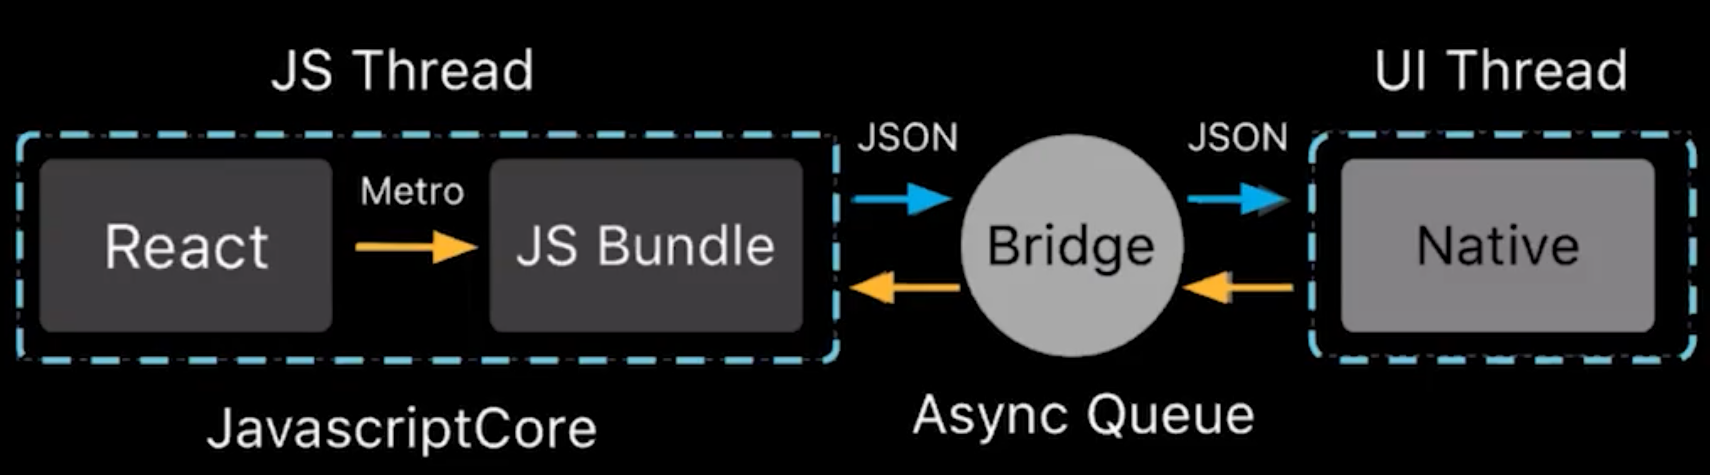 JS Thread
UI Thread
JSON
JSON
React
Metro
JS Bundle
Bridge
Native
JavascriptCore
Async Queue